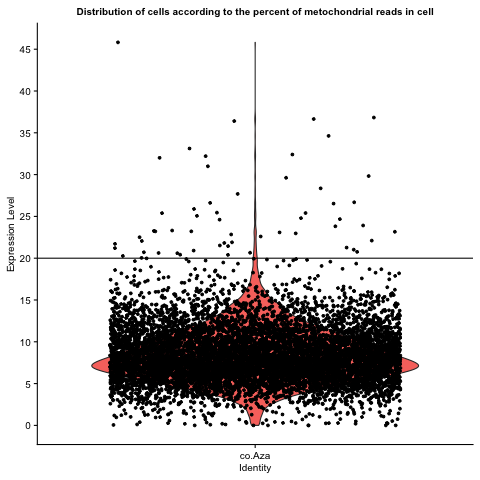 Distribution of cells according to the percent of metochondrial reads in cell
45
40
35
30
25
20
15
10
5
0
Expression Level
co.Aza
Identity